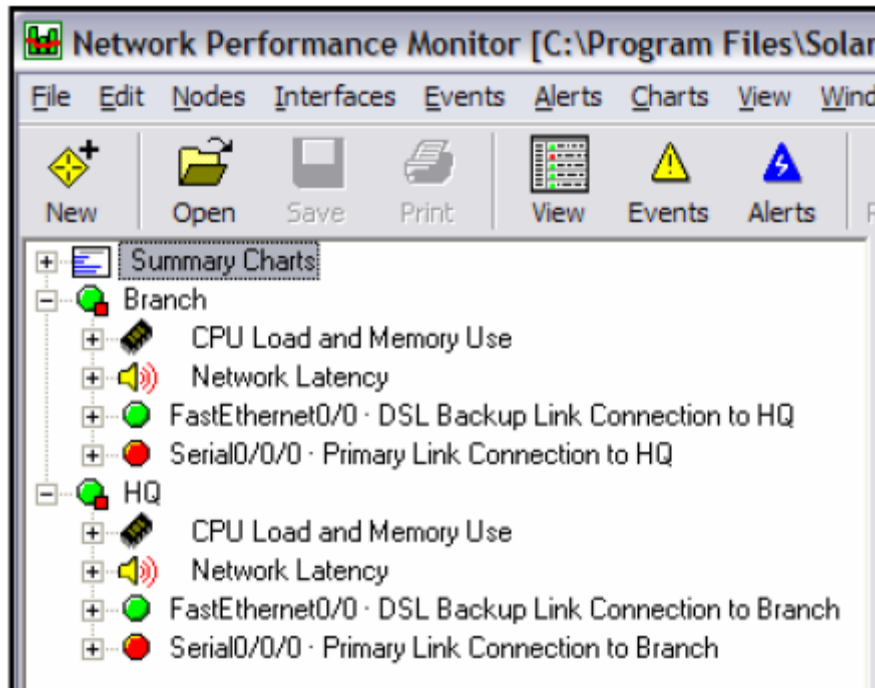 Network Performance Monitor [C:\Program Files\Solar
File Edit Nodes Interfaces Events Alerts Charts View Wind
New Open Save Print View Events Alerts
Summary Charts
Branch
CPU Load and Memory Use
Network Latency
FastEthernet0/0 · DSL Backup Link Connection to HQ
Serial0/0/0 · Primary Link Connection to HQ
HQ
CPU Load and Memory Use
Network Latency
FastEthernet0/0 · DSL Backup Link Connection to Branch
Serial0/0/0 · Primary Link Connection to Branch